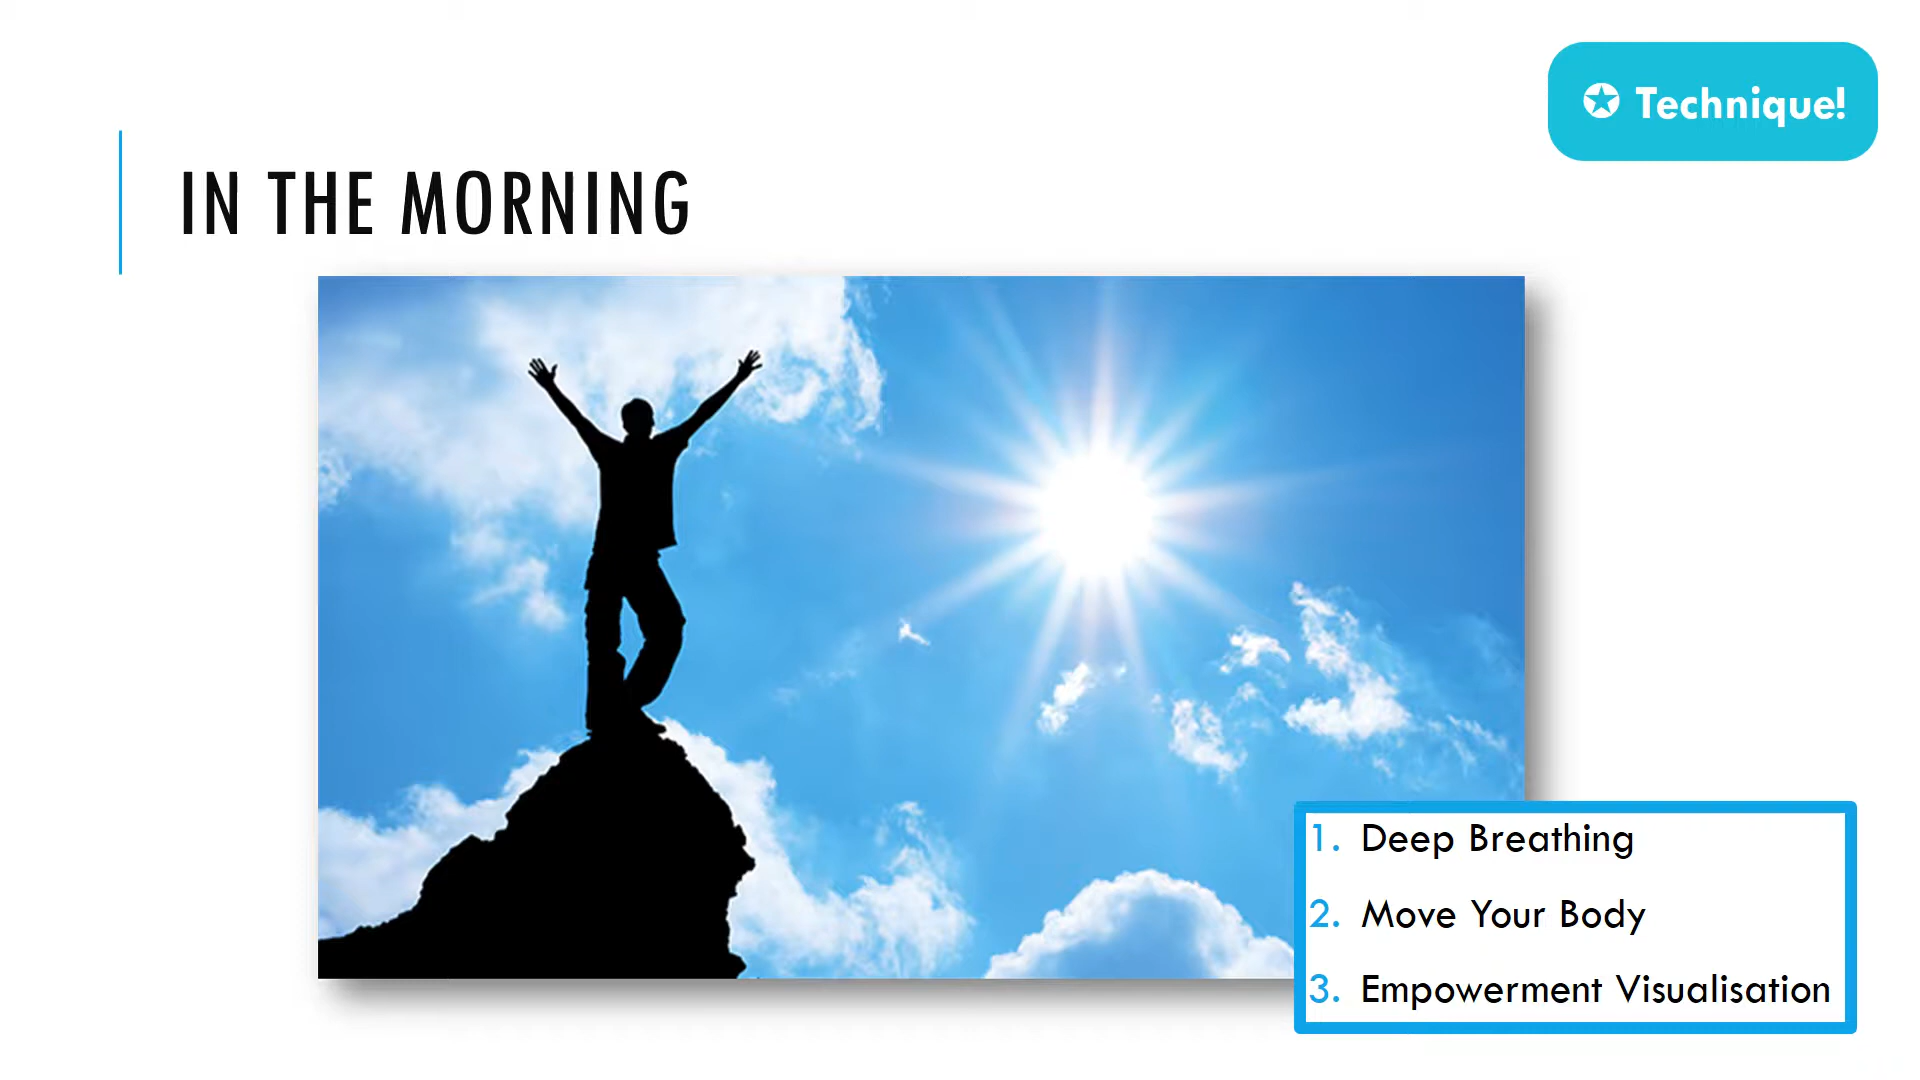 Technique!
IN THE MORNING
1. Deep Breathing
2. Move Your Body
3. Empowerment Visualisation